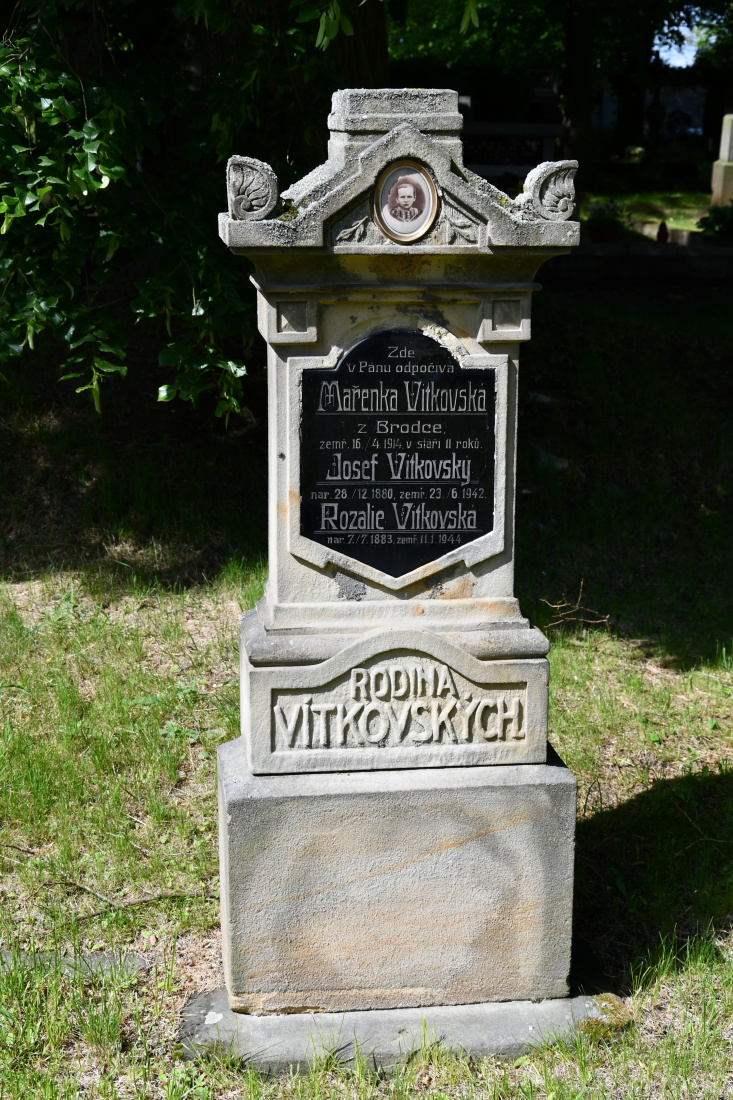 Zde
v Pánu odpočívá
Mařenka Vítkovská
z Brodce,
zemř. 16./4. 1914. v stáří 11 roků.
Josef Vítkovský
nar. 28./12. 1880, zemř. 23./6. 1942.
Rozalie Vítkovská
nar. 7./7. 1883, zemř. 11. 1. 1944.
RODINA
VÍTKOVSKÝCH.